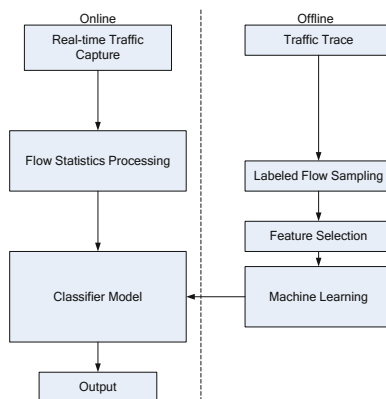 Online
Real-time Traffic
Capture
Flow Statistics Processing
Classifier Model
Output
Offline
Traffic Trace
Labeled Flow Sampling
Feature Selection
Machine Learning